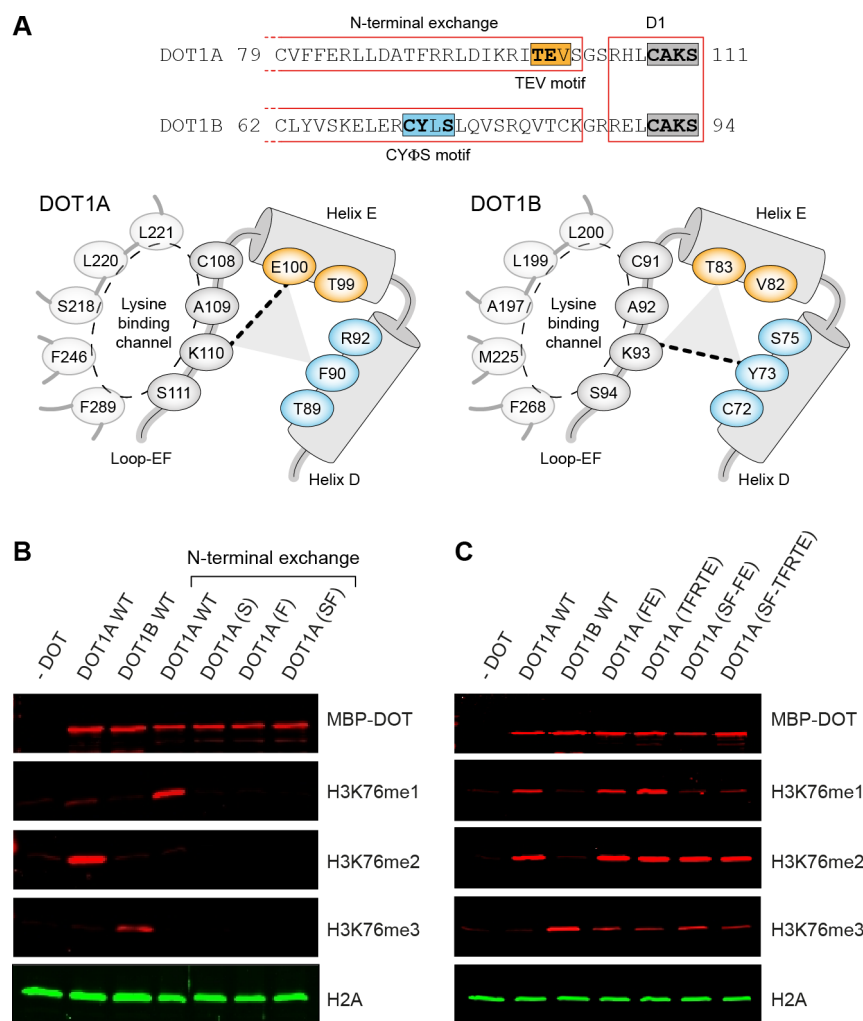 A
N-terminal exchange D1
DOT1A 79 CVFFERLLDATFRRLDIKRITEVSGSRHLCAKS 111
TEV motif
DOT1B 62 CLYVSKELERCYLSLQVSRQVTCKGRRELCAKS 94
CYΦS motif
DOT1A
Helix E
L221
L220
S218
F246
F289
Lysine
binding
channel
C108
A109
K110
S111
E100
T99
R92
F90
T89
Loop-EF
Helix D
DOT1B
Helix E
L200
L199
A197
M225
F268
Lysine
binding
channel
C91
A92
K93
S94
T83
V82
S75
Y73
C72
Loop-EF
Helix D
B
N-terminal exchange
- DOT
DOT1A WT
DOT1B WT
DOT1A WT
DOT1A (S)
DOT1A (F)
DOT1A (SF)
MBP-DOT
H3K76me1
H3K76me2
H3K76me3
H2A
C
- DOT
DOT1A WT
DOT1B WT
DOT1A (FE)
DOT1A (TFRTE)
DOT1A (SF-FE)
DOT1A (SF-TFRTE)
MBP-DOT
H3K76me1
H3K76me2
H3K76me3
H2A